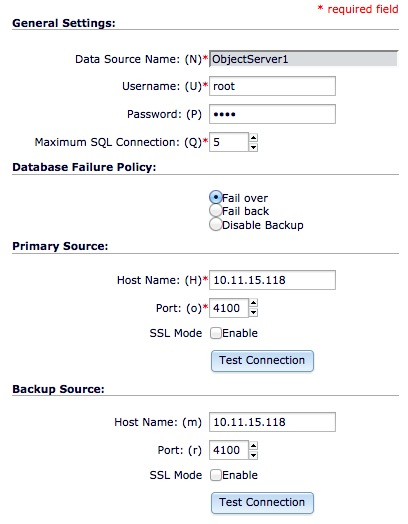 * required field
General Settings:
Data Source Name: (N)* ObjectServer1
Username: (U)* root
Password: (P) ••••
Maximum SQL Connection: (Q)* 5
Database Failure Policy:
Fail over
Fail back
Disable Backup
Primary Source:
Host Name: (H)* 10.11.15.118
Port: (o)* 4100
SSL Mode Enable
Test Connection
Backup Source:
Host Name: (m) 10.11.15.118
Port: (r) 4100
SSL Mode Enable
Test Connection